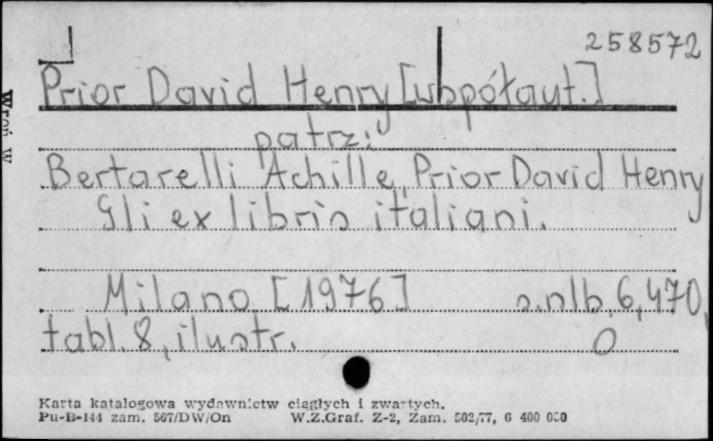 258572
Prior David Henry [współaut.]
patrz:
Bertarelli Achille, Prior David Henry
Gli ex libris italiani.
Milano [1976] s.nlb. 6, 470,
tabl. 8, ilustr. O
Karta katalogowa wydawnictw ciągłych i zwartych.
Pu-B-144 zam. 567/DW/On W.Z.Graf. Z-2, Zam. 502/77, 6 400 000